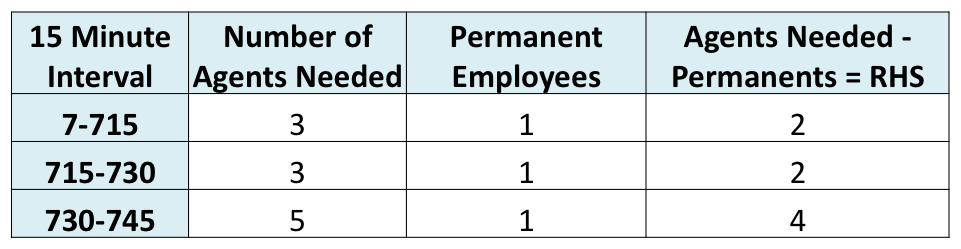 15 Minute Interval Number of Agents Needed Permanent Employees Agents Needed - Permanents = RHS
7-715 3 1 2
715-730 3 1 2
730-745 5 1 4